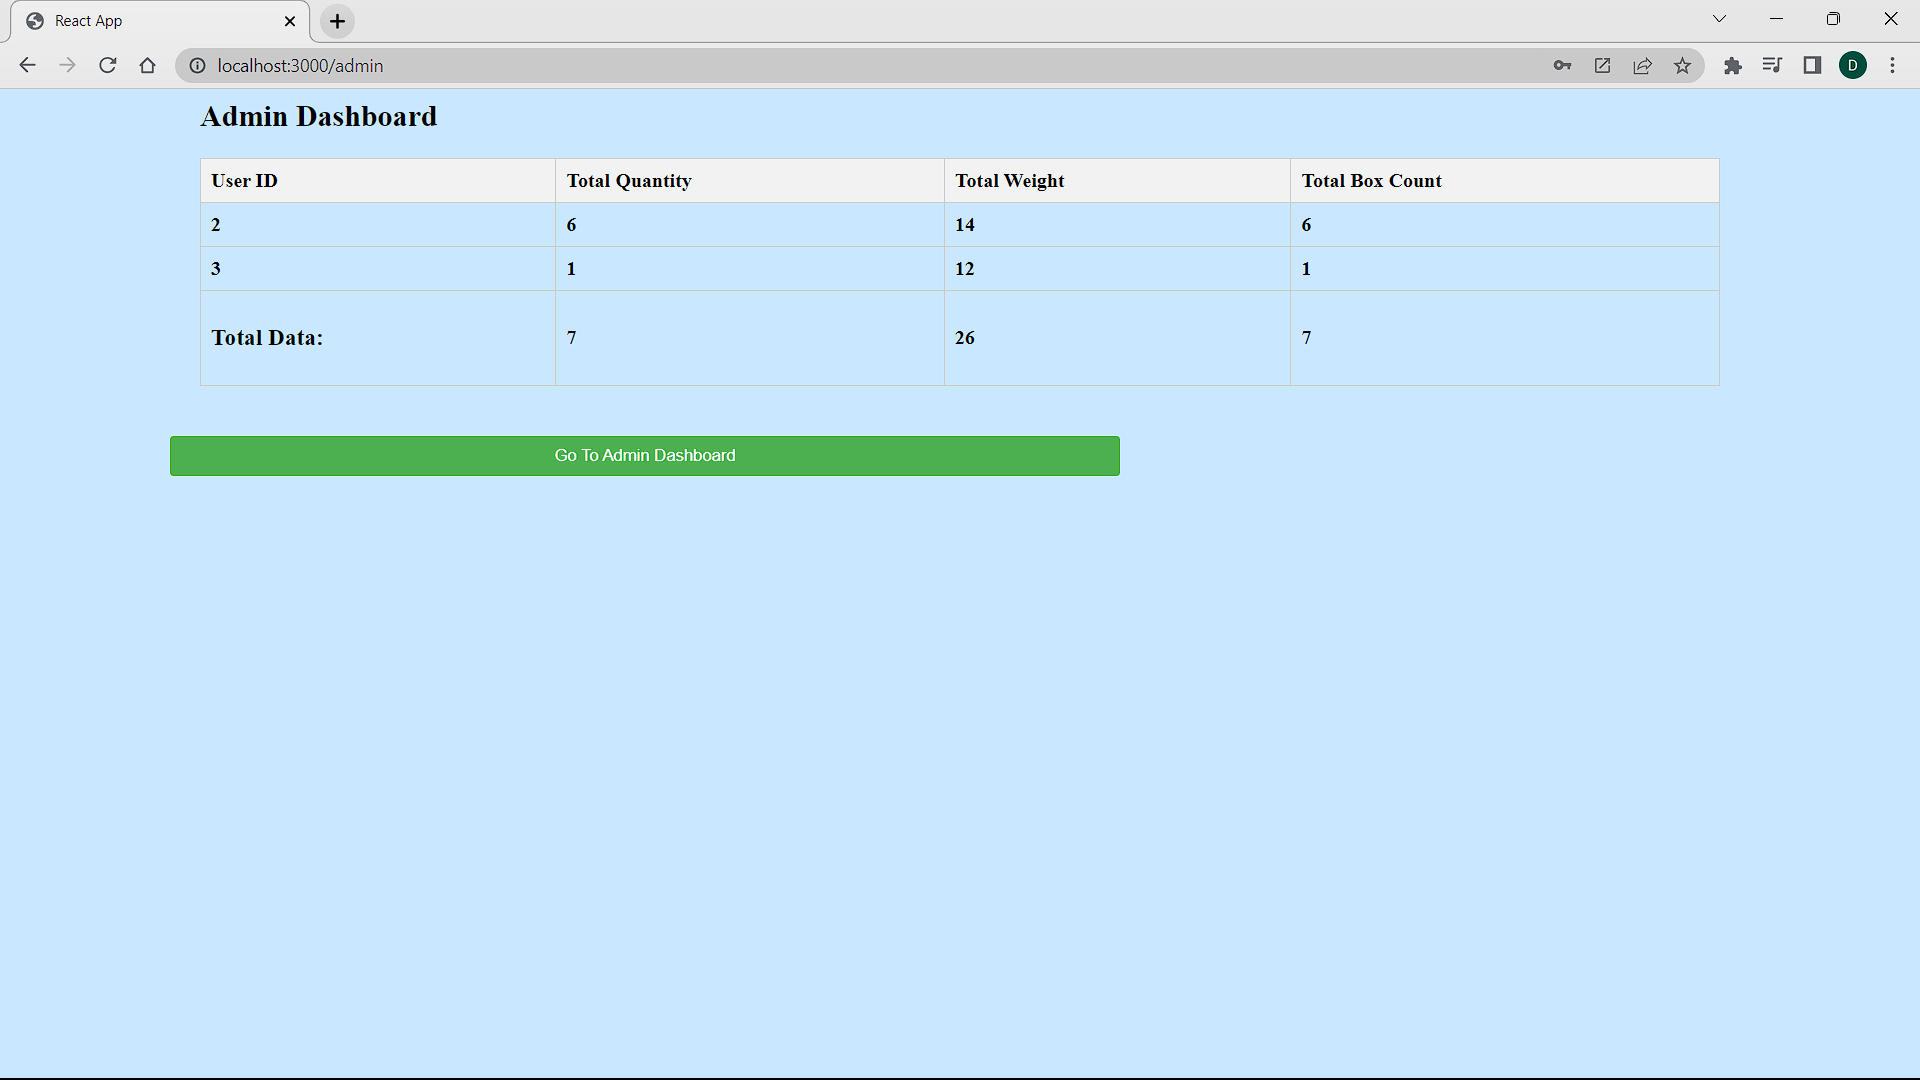 React App
localhost:3000/admin
D
Admin Dashboard
User ID Total Quantity Total Weight Total Box Count
2 6 14 6
3 1 12 1
Total Data: 7 26 7
Go To Admin Dashboard